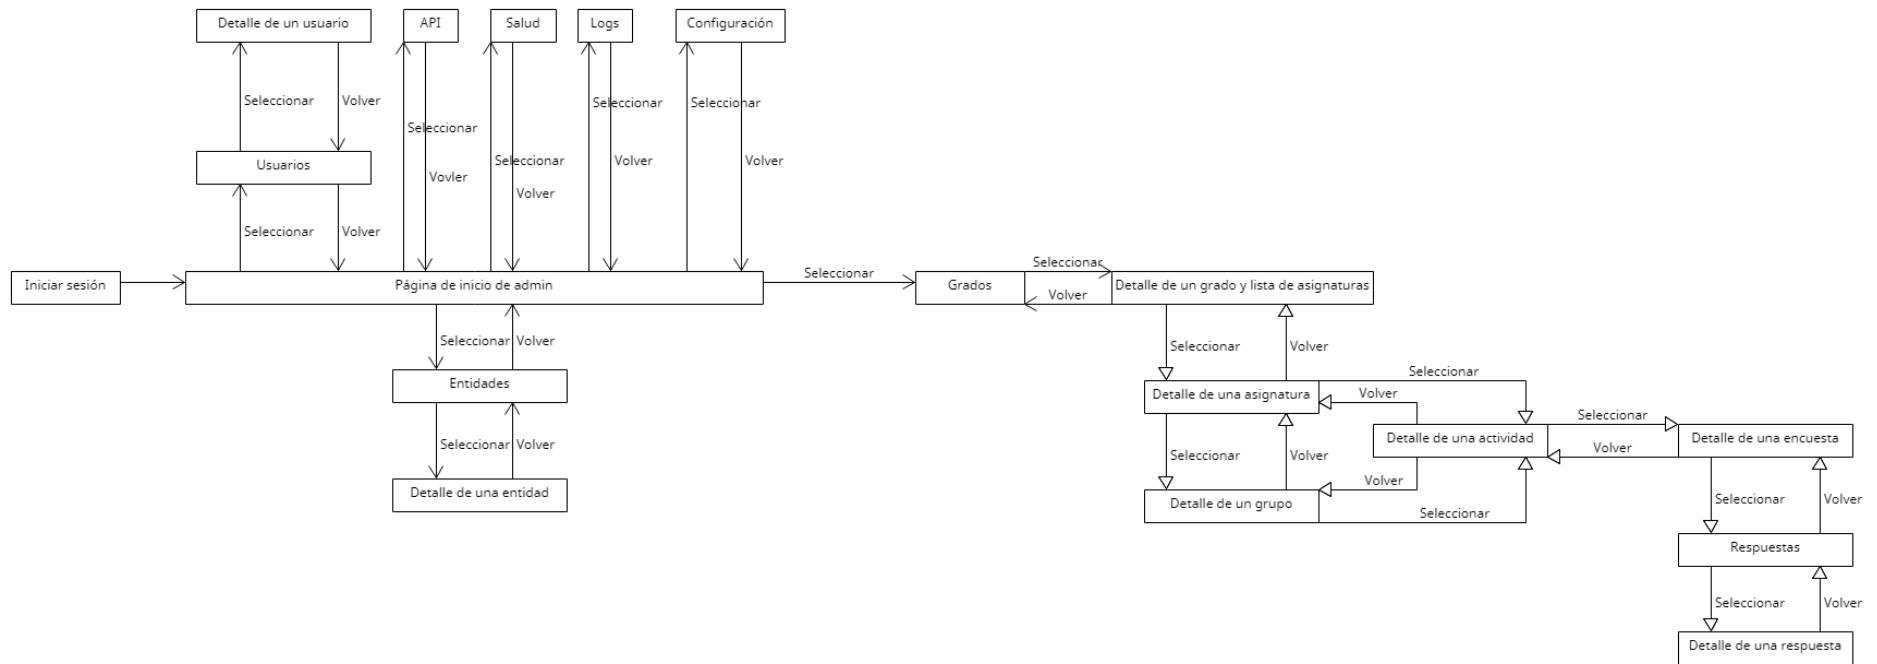 Detalle de un usuario
API
Salud
Logs
Configuración
Seleccionar
Volver
Seleccionar
Seleccionar
Seleccionar
Vovler
Seleccionar
Volver
Volver
Volver
Usuarios
Seleccionar
Volver
Iniciar sesión
Página de inicio de admin
Seleccionar
Grados
Seleccionar
Volver
Detalle de un grado y lista de asignaturas
Seleccionar
Volver
Entidades
Seleccionar
Volver
Detalle de una entidad
Seleccionar
Volver
Detalle de una asignatura
Seleccionar
Volver
Seleccionar
Volver
Detalle de una actividad
Seleccionar
Volver
Detalle de una encuesta
Volver
Detalle de un grupo
Seleccionar
Seleccionar
Volver
Respuestas
Seleccionar
Volver
Detalle de una respuesta